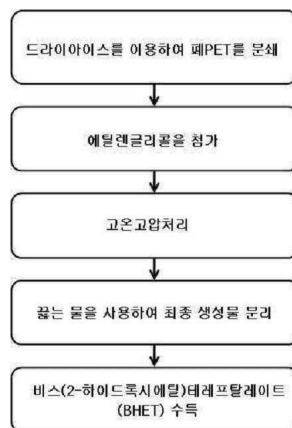 드라이아이스를 이용하여 폐PET를 분쇄
에틸렌글리콜을 첨가
고온고압처리
끓는 물을 사용하여 최종 생성물 분리
비스(2-하이드록시에틸)테레프탈레이트
(BHET) 수득